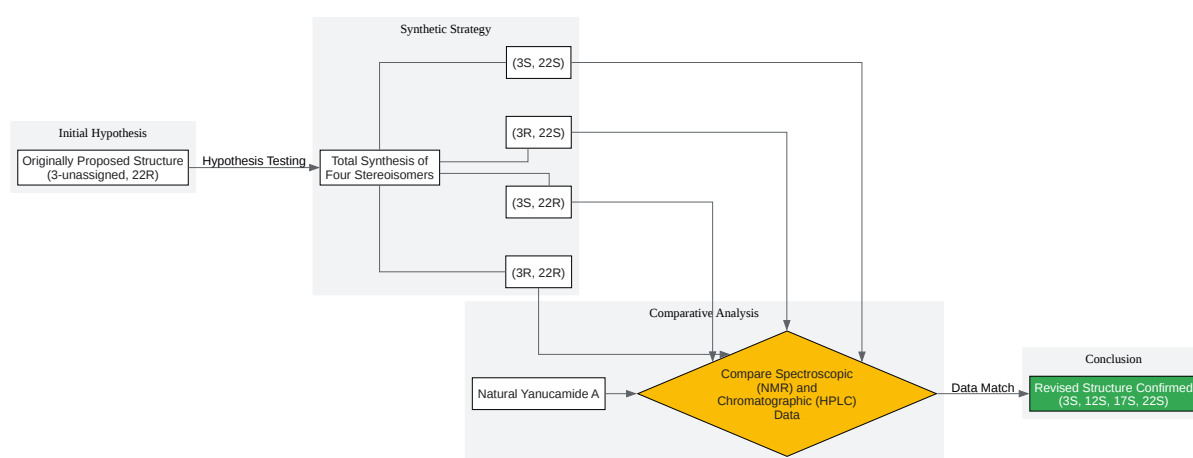 Synthetic Strategy
(3S, 22S)
Initial Hypothesis
Originally Proposed Structure
(3-unassigned, 22R)
Hypothesis Testing
Total Synthesis of
Four Stereoisomers
(3R, 22S)
(3S, 22R)
(3R, 22R)
Comparative Analysis
Natural Yanucamide A
Compare Spectroscopic
(NMR) and
Chromatographic (HPLC)
Data
Data Match
Conclusion
Revised Structure Confirmed
(3S, 12S, 17S, 22S)